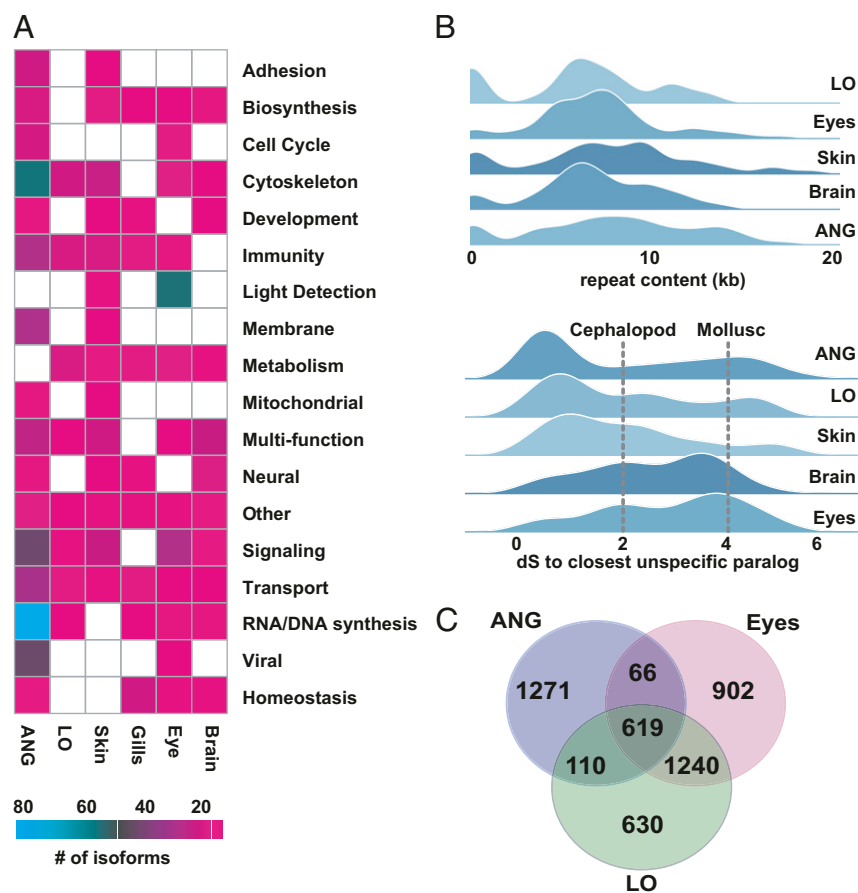 A
Adhesion
Biosynthesis
Cell Cycle
Cytoskeleton
Development
Immunity
Light Detection
Membrane
Metabolism
Mitochondrial
Multi-function
Neural
Other
Signaling
Transport
RNA/DNA synthesis
Viral
Homeostasis
ANG LO Skin Gills Eye Brain
80 60 40 20
# of isoforms
B
LO
Eyes
Skin
Brain
ANG
0 10 20
repeat content (kb)
Cephalopod Mollusc
ANG
LO
Skin
Brain
Eyes
0 2 4 6
dS to closest unspecific paralog
C
ANG Eyes
1271 66 902
619
110 1240
630
LO